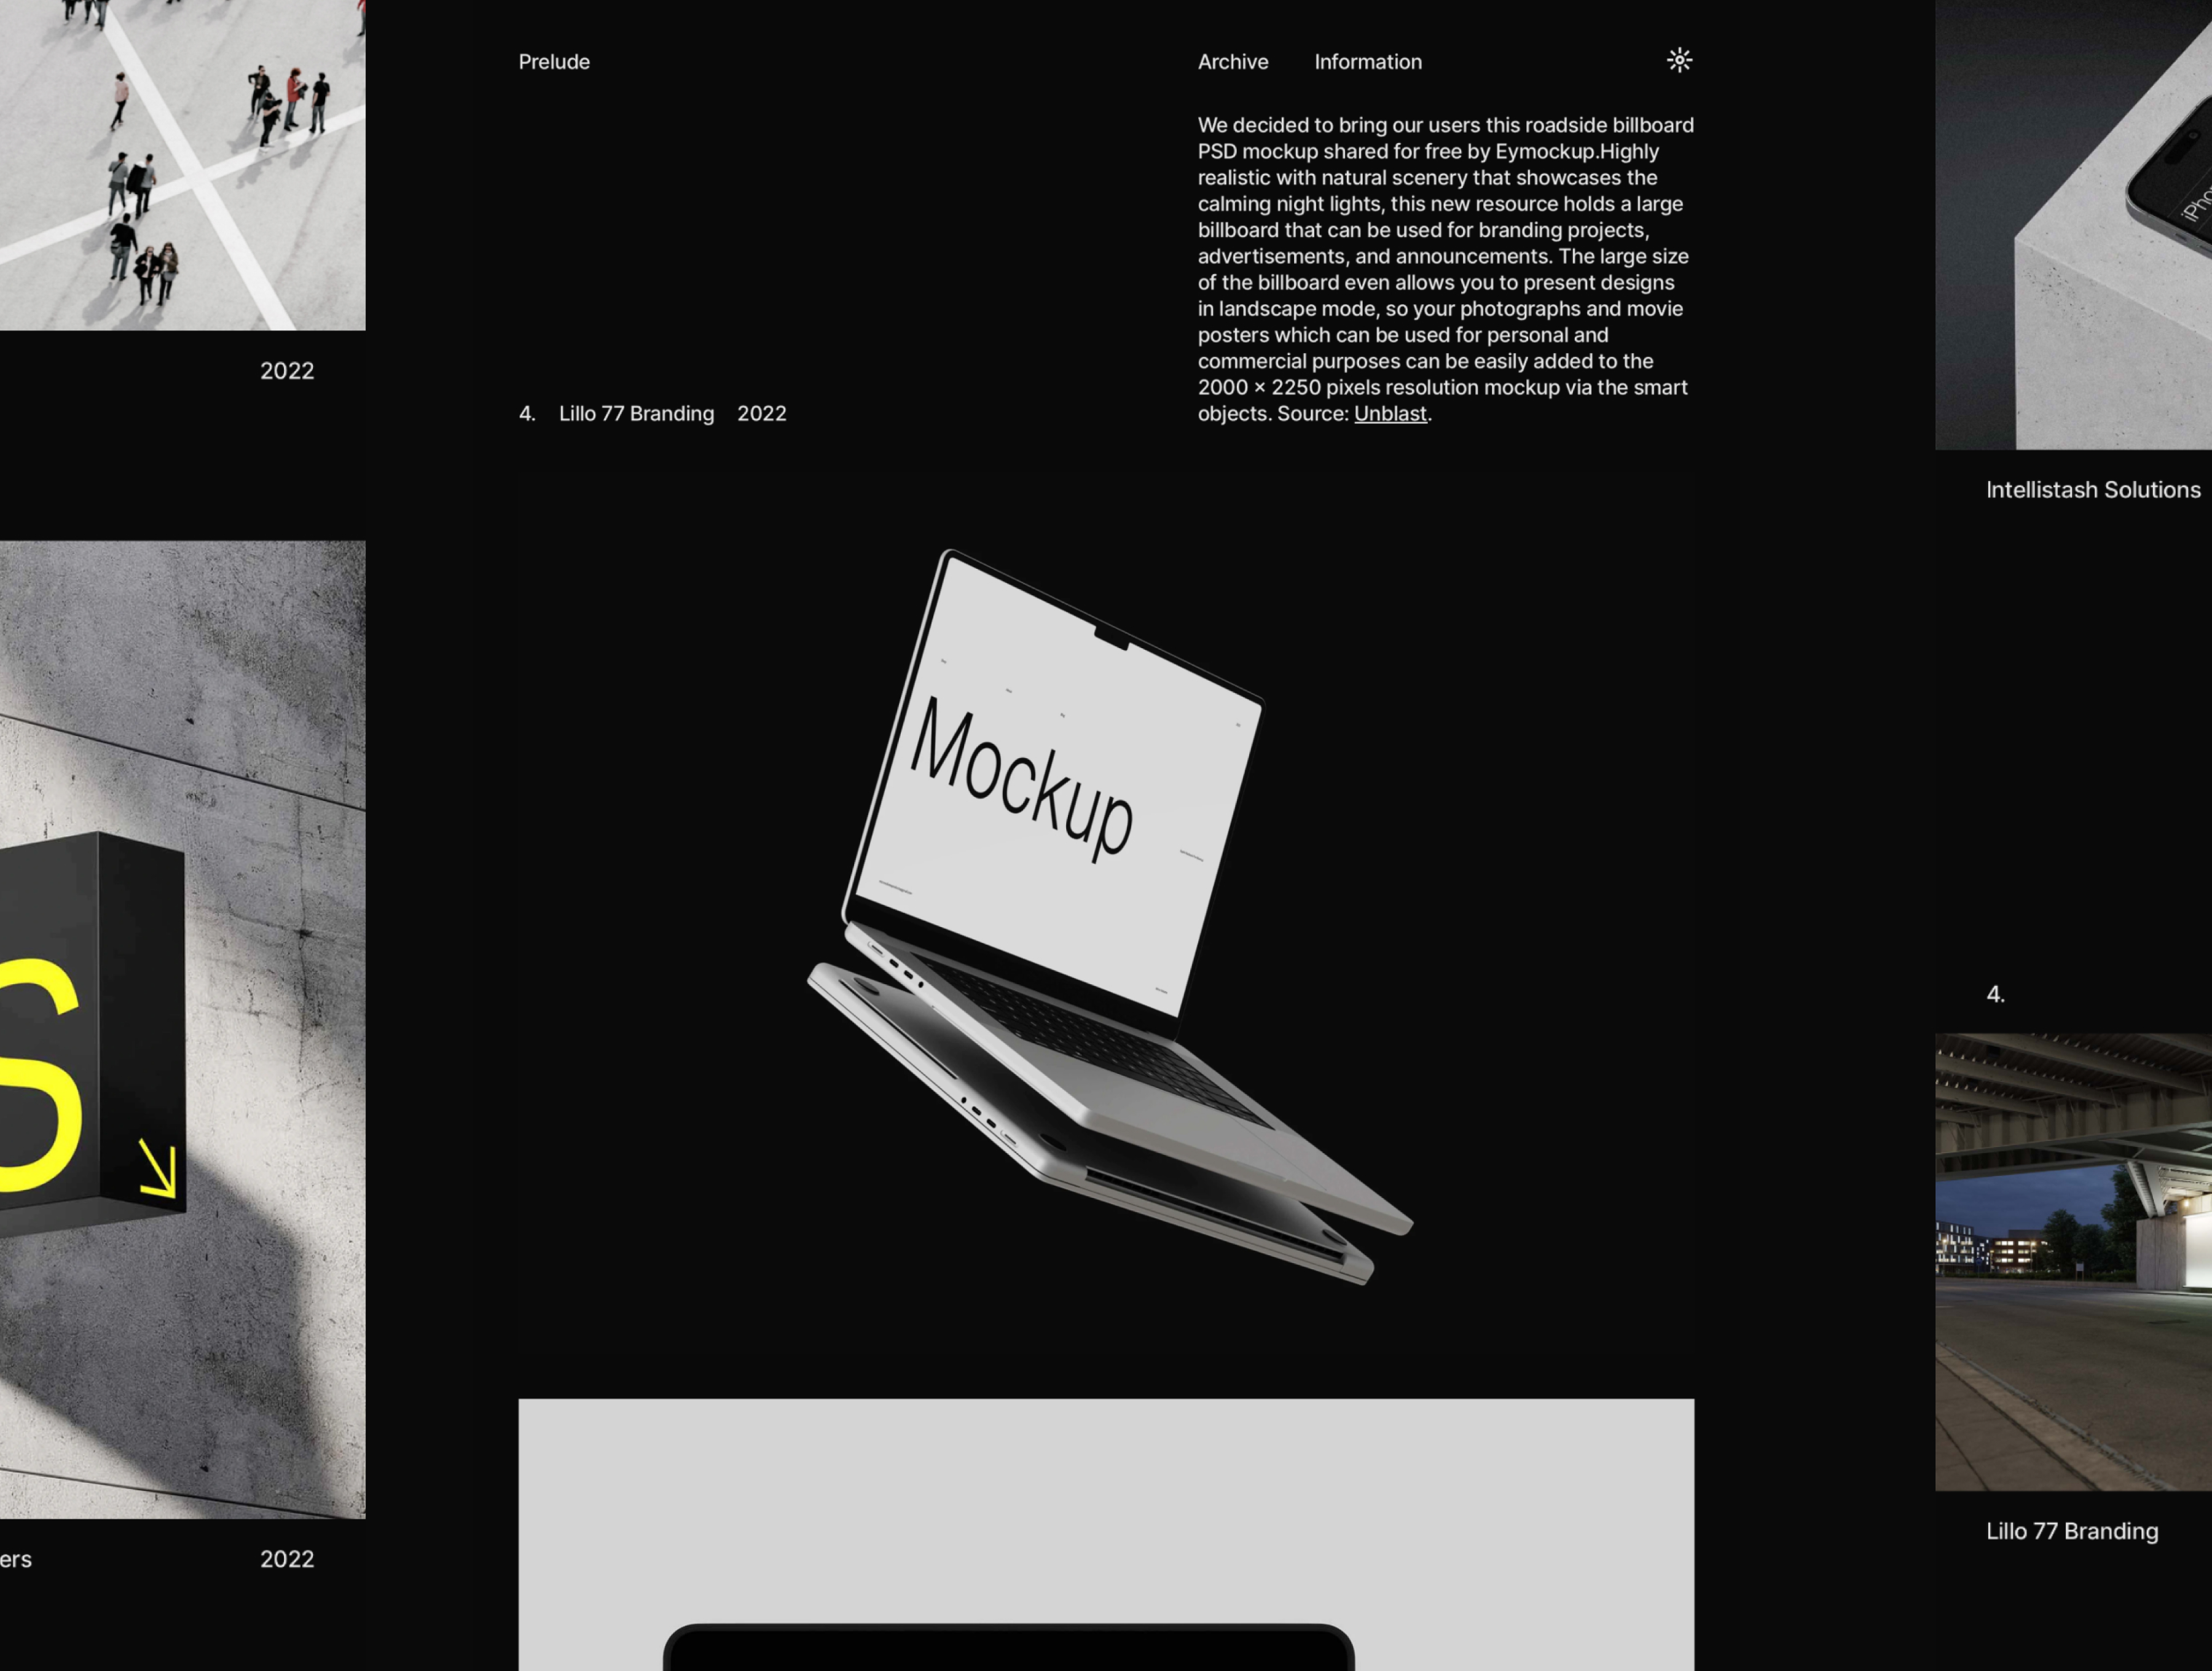 2022
S
ers
2022
Prelude
Archive
Information
We decided to bring our users this roadside billboard
PSD mockup shared for free by Eymockup.Highly
realistic with natural scenery that showcases the
calming night lights, this new resource holds a large
billboard that can be used for branding projects,
advertisements, and announcements. The large size
of the billboard even allows you to present designs
in landscape mode, so your photographs and movie
posters which can be used for personal and
commercial purposes can be easily added to the
2000 × 2250 pixels resolution mockup via the smart
objects. Source: Unblast.
4. Lillo 77 Branding 2022
Mockup
iPho
Intellistash Solutions
4.
Lillo 77 Branding